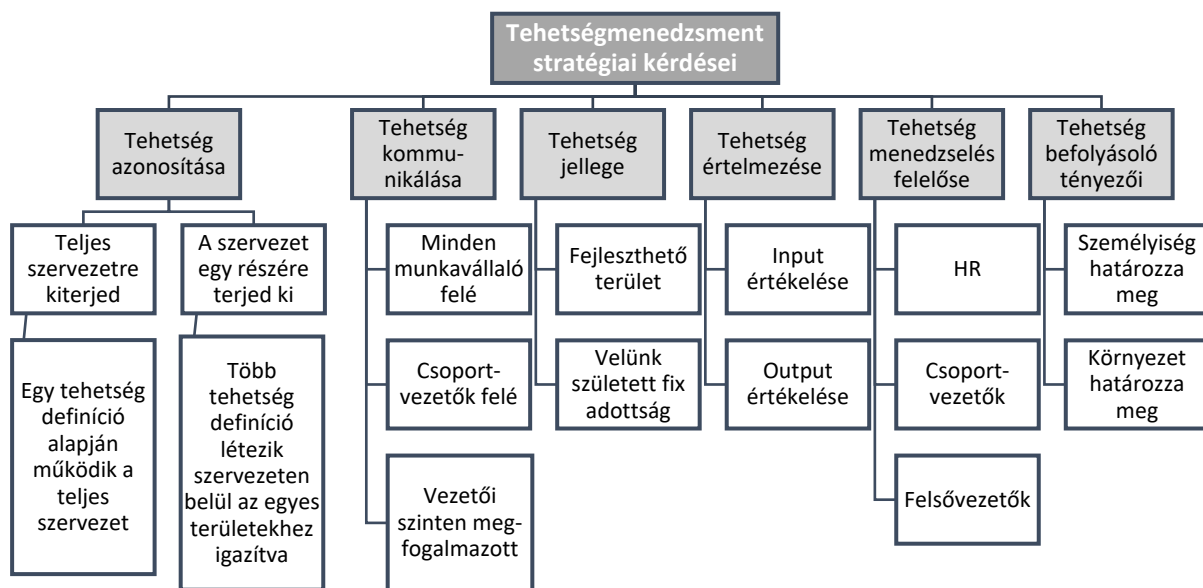 Tehetségmenedzsment
stratégiai kérdései
Tehetség
azonosítása
Tehetség
kommu-
nikálása
Tehetség
jellege
Tehetség
értelmezése
Tehetség
menedzselés
felelőse
Tehetség
befolyásoló
tényezői
Teljes
szervezetre
kiterjed
A szervezet
egy részére
terjed ki
Minden
munkavállaló
felé
Fejleszthető
terület
Input
értékelése
HR
Személyiség
határozza
meg
Egy tehetség
definíció
alapján
működik a
teljes
szervezet
Több
tehetség
definíció
létezik
szervezeten
belül az egyes
területekhez
igazítva
Csoport-
vezetők felé
Velünk
született fix
adottság
Output
értékelése
Csoport-
vezetők
Környezet
határozza
meg
Vezetői
szinten meg-
fogalmazott
Felsővezetők